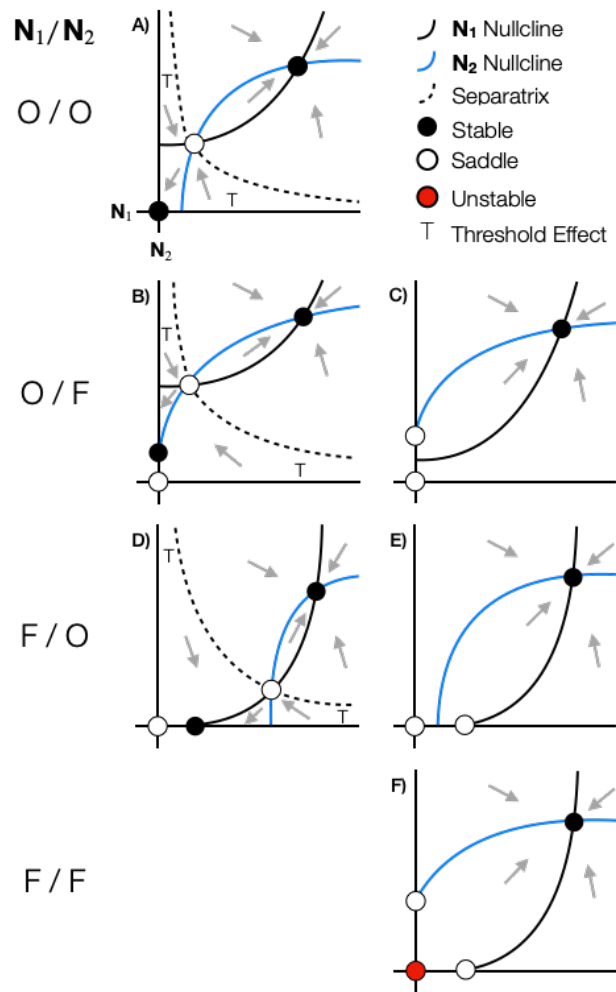 N₁/N₂
A)
N₁ Nullcline
N₂ Nullcline
Separatrix
Stable
Saddle
Unstable
T Threshold Effect
O / O
T
T
N₁
N₂
B)
C)
T
O / F
T
D)
E)
T
F / O
T
F)
F / F